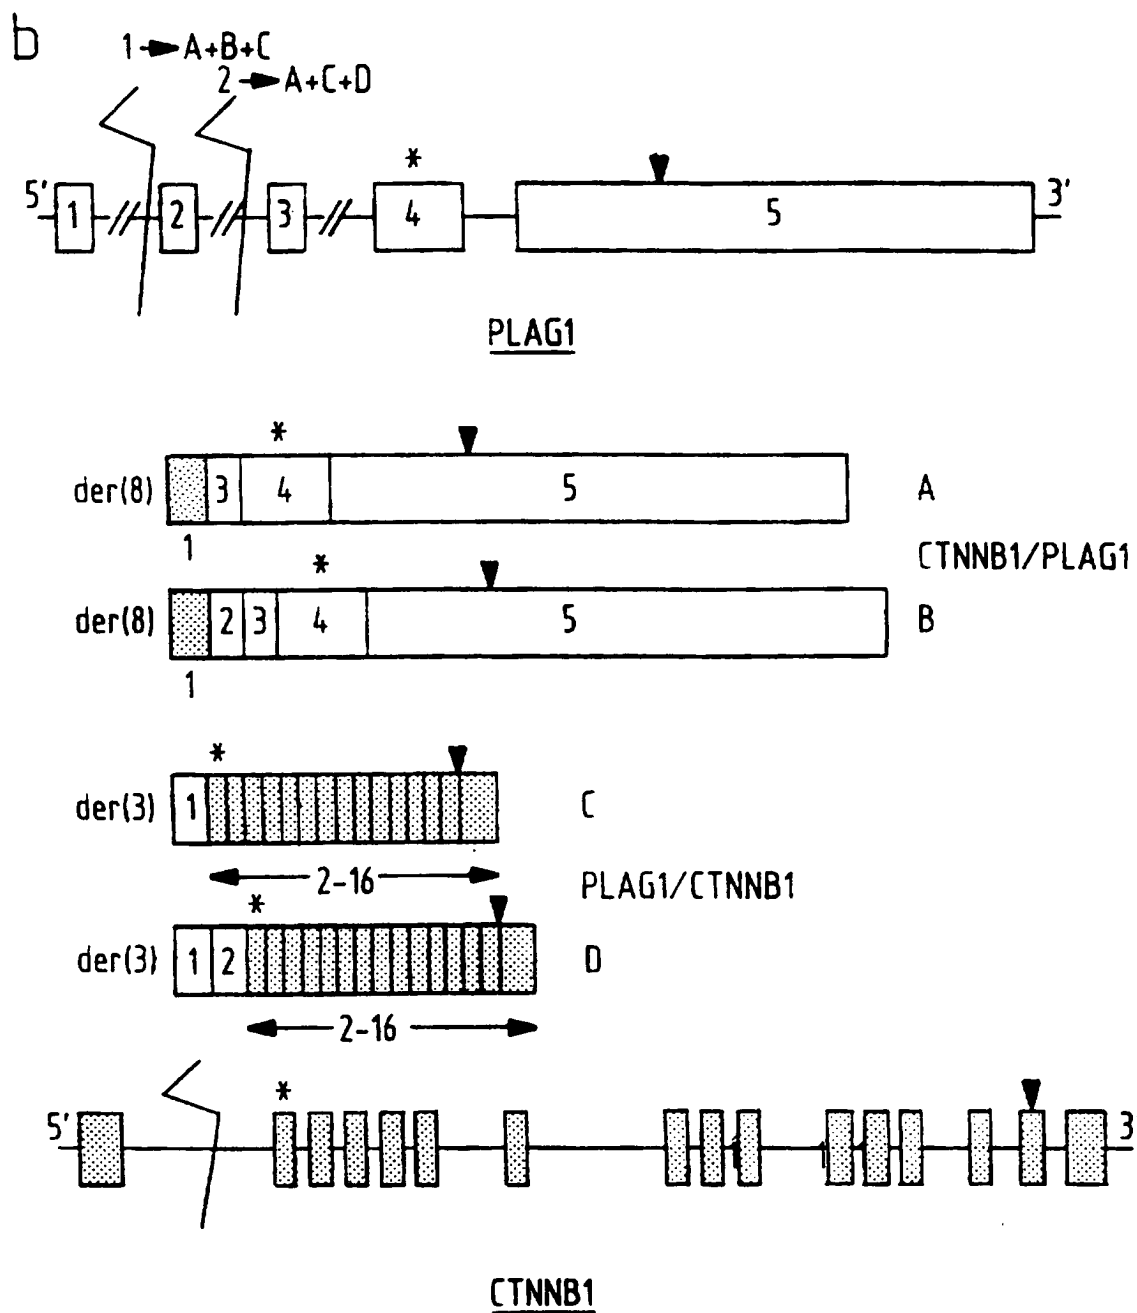 b
1→A+B+C
2→A+C+D
*
5' 1 2 3 4 5 3'
PLAG1
*
der(8) 3 4 5 A
1
CTNNB1/PLAG1
*
der(8) 2 3 4 5 B
1
*
der(3) 1 C
2-16
PLAG1/CTNNB1
*
der(3) 1 2 D
2-16
*
5' 3
CTNNB1